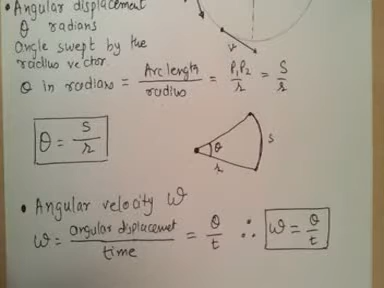 • Angular displacement
θ radians
angle swept by the
radius vector.
θ in radians = Arc length / radius = P₁P₂ / r = S / r
θ = s / r
θ
s
r
v
• Angular velocity ω
ω = angular displacemet / time = θ / t ∴ ω = θ / t